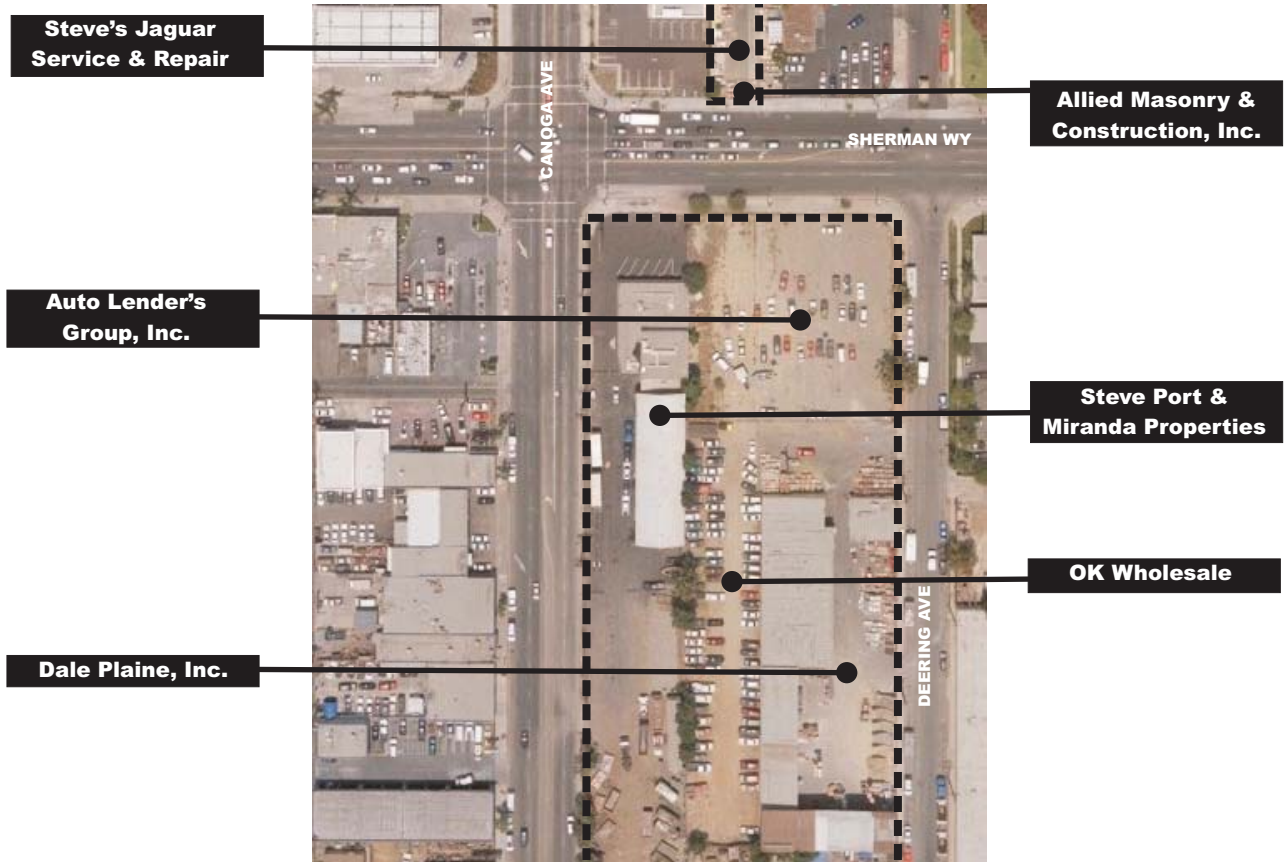 Steve’s Jaguar
Service & Repair
Allied Masonry &
Construction, Inc.
CANOGA AVE
SHERMAN WY
Auto Lender’s
Group, Inc.
Steve Port &
Miranda Properties
OK Wholesale
DEERING AVE
Dale Plaine, Inc.